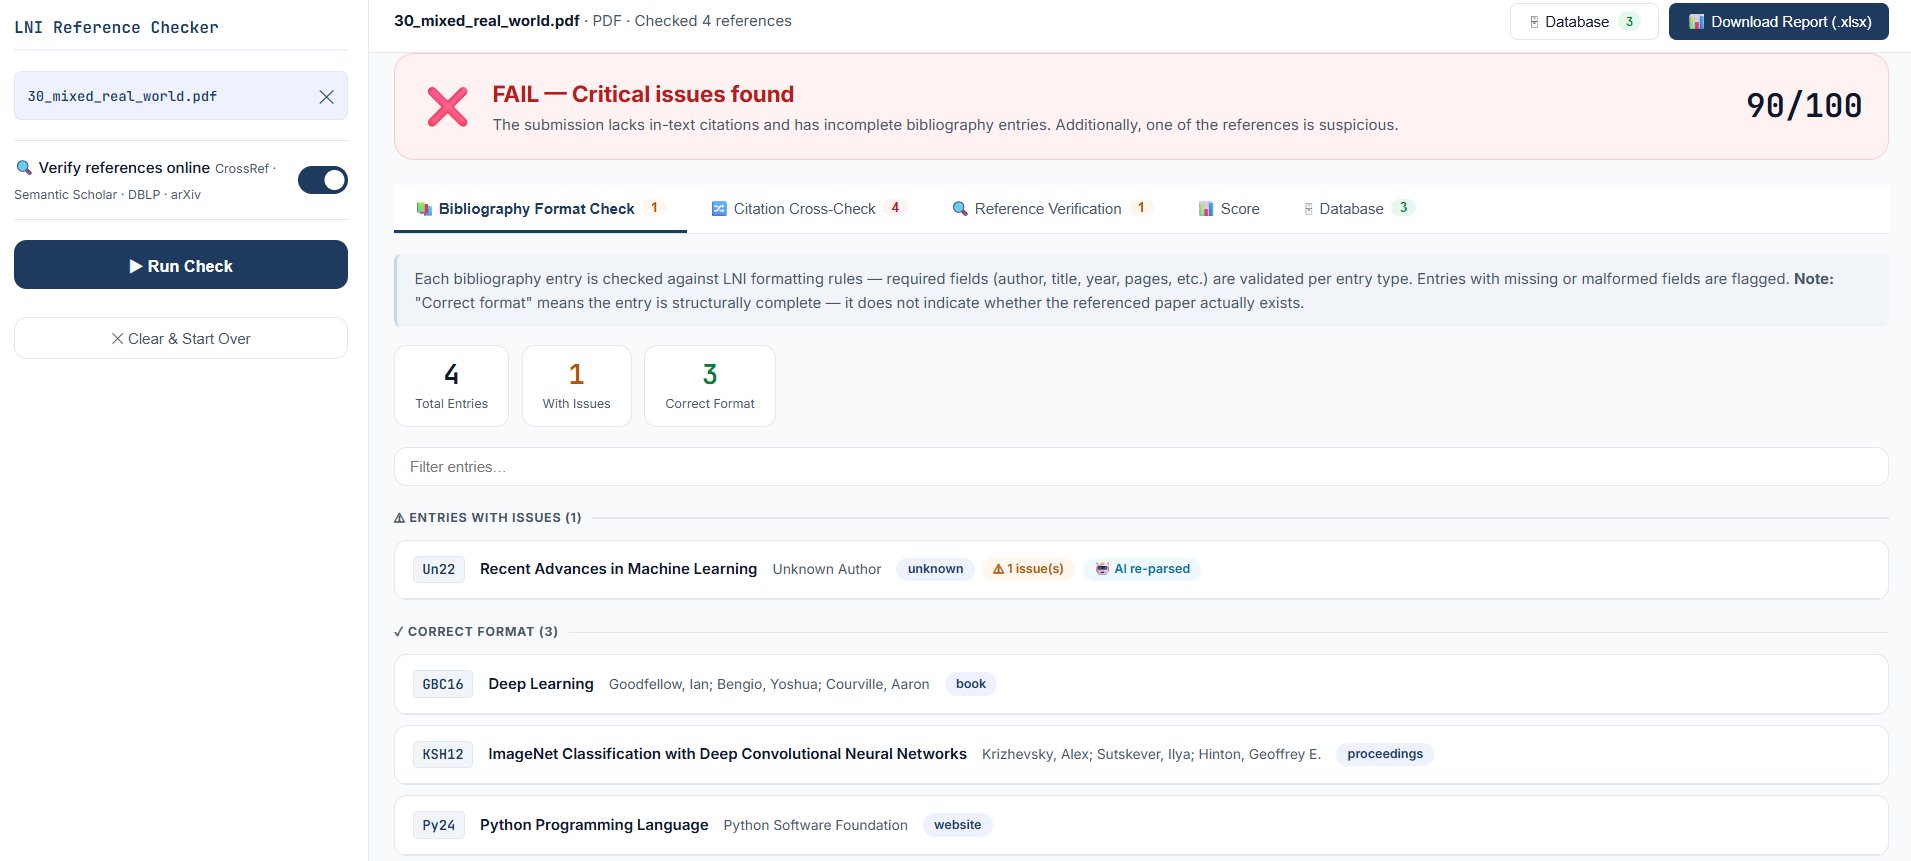 LNI Reference Checker
30_mixed_real_world.pdf
Verify references online CrossRef ·
Semantic Scholar · DBLP · arXiv
▶ Run Check
✕ Clear & Start Over
30_mixed_real_world.pdf · PDF · Checked 4 references
Database 3
Download Report (.xlsx)
FAIL — Critical issues found
The submission lacks in-text citations and has incomplete bibliography entries. Additionally, one of the references is suspicious.
90/100
Bibliography Format Check 1
Citation Cross-Check 4
Reference Verification 1
Score
Database 3
Each bibliography entry is checked against LNI formatting rules — required fields (author, title, year, pages, etc.) are validated per entry type. Entries with missing or malformed fields are flagged. Note:
"Correct format" means the entry is structurally complete — it does not indicate whether the referenced paper actually exists.
4
Total Entries
1
With Issues
3
Correct Format
Filter entries...
⚠ ENTRIES WITH ISSUES (1)
Un22 Recent Advances in Machine Learning Unknown Author unknown ⚠ 1 issue(s) AI re-parsed
✓ CORRECT FORMAT (3)
GBC16 Deep Learning Goodfellow, Ian; Bengio, Yoshua; Courville, Aaron book
KSH12 ImageNet Classification with Deep Convolutional Neural Networks Krizhevsky, Alex; Sutskever, Ilya; Hinton, Geoffrey E. proceedings
Py24 Python Programming Language Python Software Foundation website